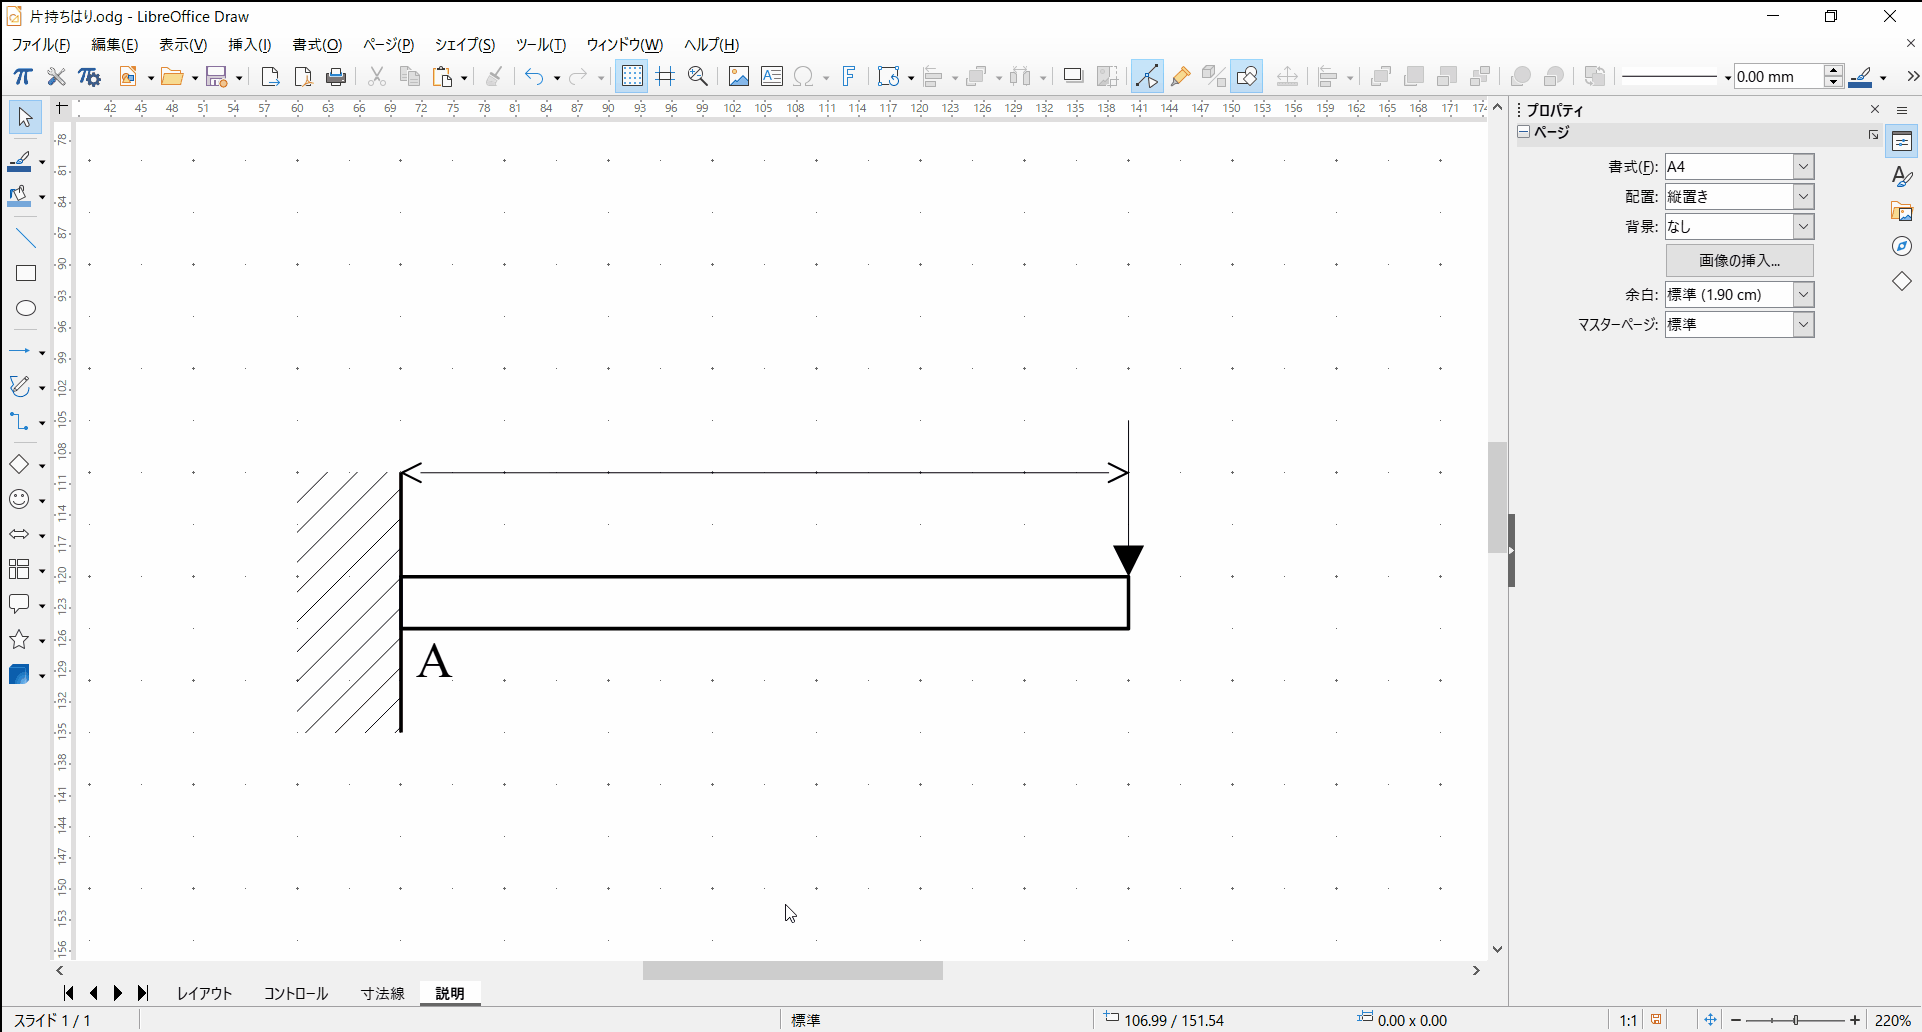 片持ちはり.odg - LibreOffice Draw
ファイル(F) 編集(E) 表示(V) 挿入(I) 書式(O) ページ(P) シェイプ(S) ツール(T) ウィンドウ(W) ヘルプ(H)
0.00 mm
42 45 48 51 54 57 60 63 66 69 72 75 78 81 84 87 90 93 96 99 102 105 108 111 114 117 120 123 126 129 132 135 138 141 144 147 150 153 156 159 162 165 168 171 174
78
81
84
87
90
93
96
99
102
105
108
111
114
117
120
123
126
129
132
135
138
141
144
147
150
153
156
A
プロパティ
ページ
書式(F): A4
配置: 縦置き
背景: なし
画像の挿入...
余白: 標準 (1.90 cm)
マスターページ: 標準
レイアウト コントロール 寸法線 説明
スライド 1 / 1 標準 106.99 / 151.54 0.00 x 0.00 1:1 220%